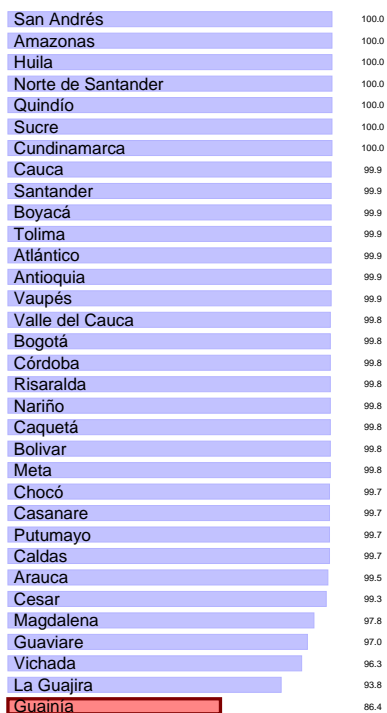 San Andrés 100.0
Amazonas 100.0
Huila 100.0
Norte de Santander 100.0
Quindío 100.0
Sucre 100.0
Cundinamarca 100.0
Cauca 99.9
Santander 99.9
Boyacá 99.9
Tolima 99.9
Atlántico 99.9
Antioquia 99.9
Vaupés 99.9
Valle del Cauca 99.8
Bogotá 99.8
Córdoba 99.8
Risaralda 99.8
Nariño 99.8
Caquetá 99.8
Bolivar 99.8
Meta 99.8
Chocó 99.7
Casanare 99.7
Putumayo 99.7
Caldas 99.7
Arauca 99.5
Cesar 99.3
Magdalena 97.8
Guaviare 97.0
Vichada 96.3
La Guajira 93.8
Guainía 86.4